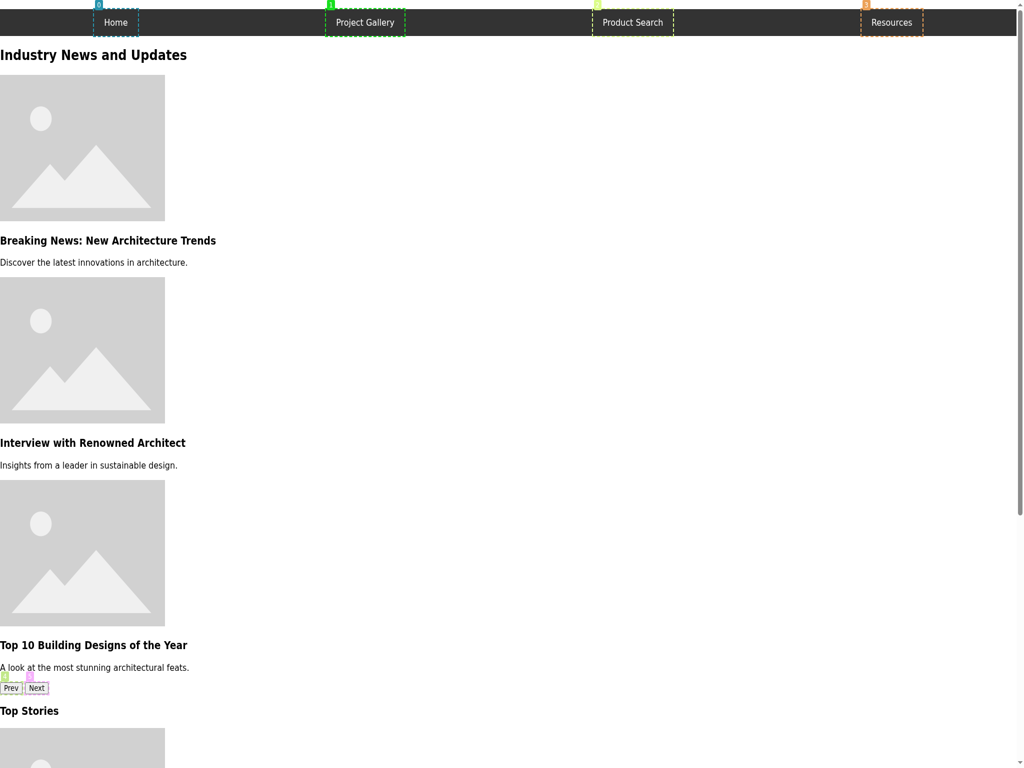 0
1
2
3
Home
Project Gallery
Product Search
Resources
Industry News and Updates
Breaking News: New Architecture Trends
Discover the latest innovations in architecture.
Interview with Renowned Architect
Insights from a leader in sustainable design.
Top 10 Building Designs of the Year
A look at the most stunning architectural feats.
4
5
Prev
Next
Top Stories